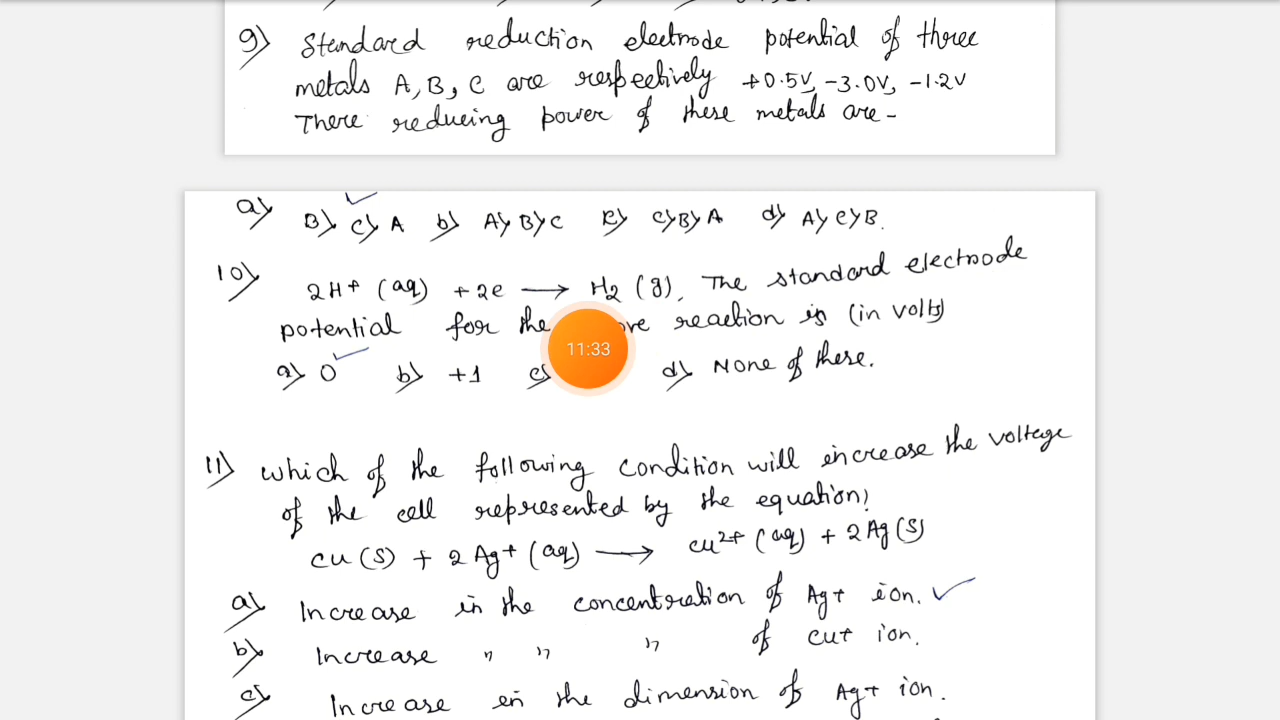 9) Standard reduction electrode potential of three
metals A, B, C are respectively +0.5V, -3.0V, -1.2V
There reducing power of these metals are -
a) B> C> A b) A> B> C c) C>B> A d) A> C> B.
10) 2H+ (aq) + 2e ⟶ H2 (g). The standard electrode
potential for the reaction is (in volts)
a) 0 b) +1 c) d) None of these.
11:33
11) which of the following condition will increase the voltage
of the cell represented by the equation?
cu (s) + 2 Ag+ (aq) ⟶ cu2+ (aq) + 2 Ag (s)
a) Increase in the concentration of Ag+ ion.
b) Increase " " " of cu+ ion.
c) Increase in the dimension of Ag+ ion.